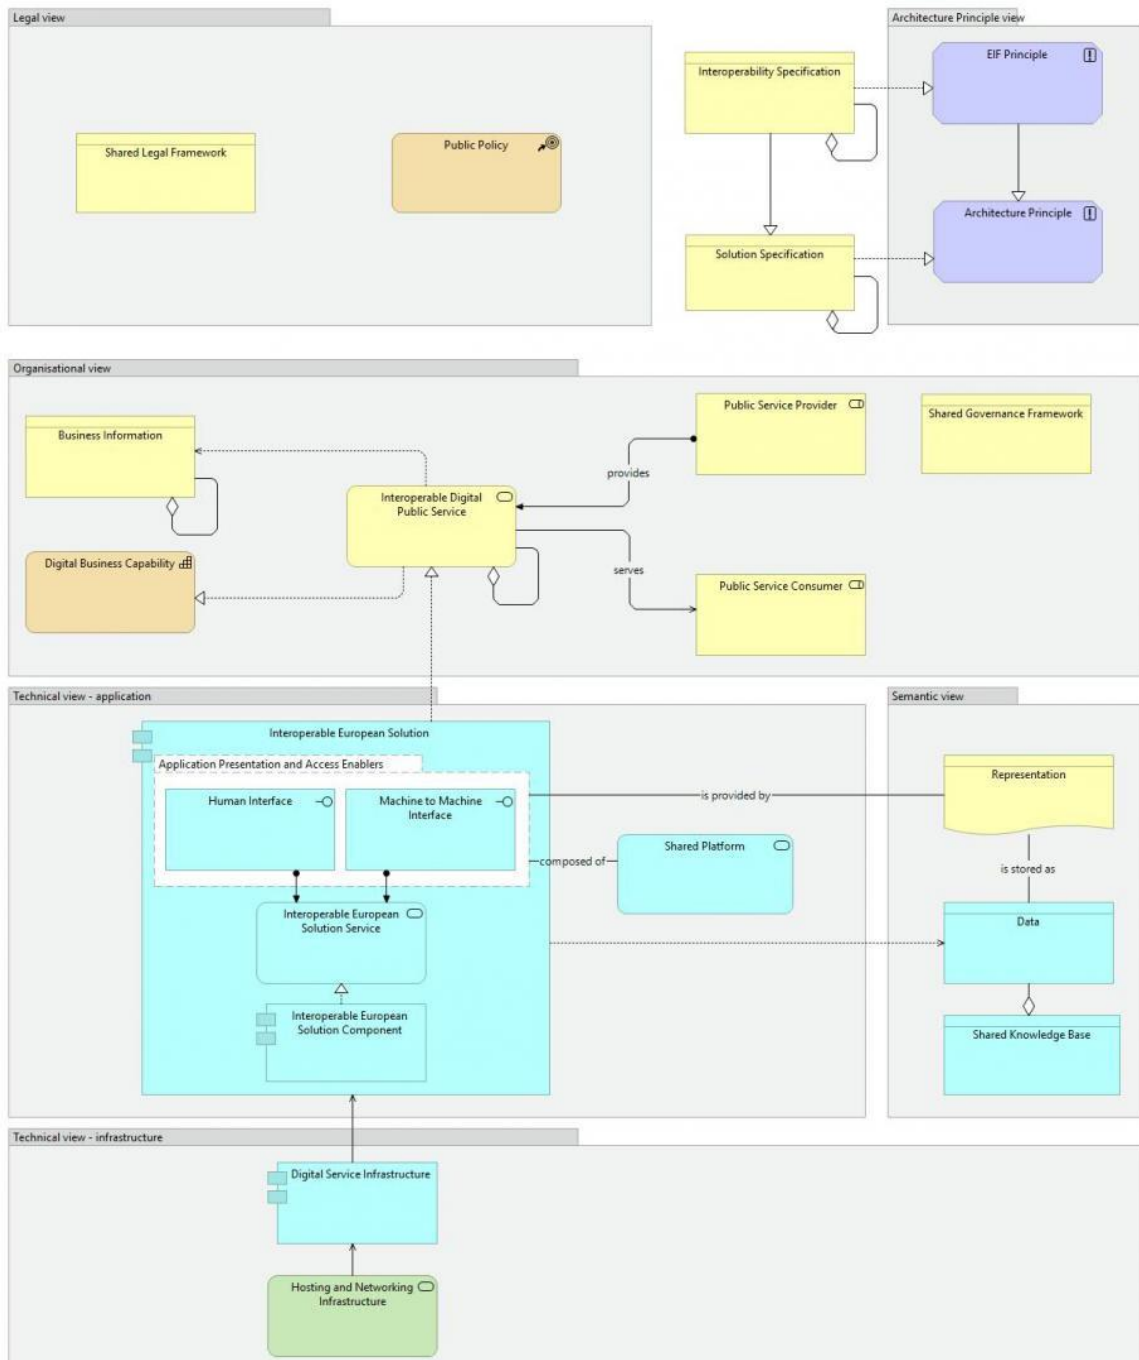 Legal view
Architecture Principle view
Interoperability Specification
EIF Principle
Shared Legal Framework
Public Policy
Architecture Principle
Solution Specification
Organisational view
Public Service Provider
Shared Governance Framework
Business Information
provides
Interoperable Digital
Public Service
Digital Business Capability
serves
Public Service Consumer
Technical view - application
Semantic view
Interoperable European Solution
Application Presentation and Access Enablers
Representation
Human Interface
Machine to Machine
Interface
is provided by
Shared Platform
composed of
is stored as
Interoperable European
Solution Service
Data
Interoperable European
Solution Component
Shared Knowledge Base
Technical view - infrastructure
Digital Service Infrastructure
Hosting and Networking
Infrastructure